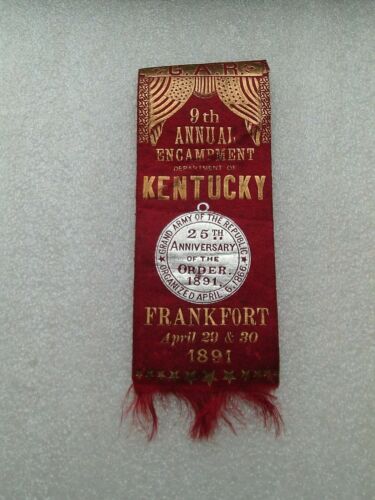 G.A.R.
9th
ANNUAL
ENCAMPMENT
DEPARTMENT OF
KENTUCKY
GRAND ARMY OF THE REPUBLIC
25TH
ANNIVERSARY
OF THE
ORDER.
1891.
ORGANIZED APRIL 6, 1866.
FRANKFORT
April 29 & 30
1891